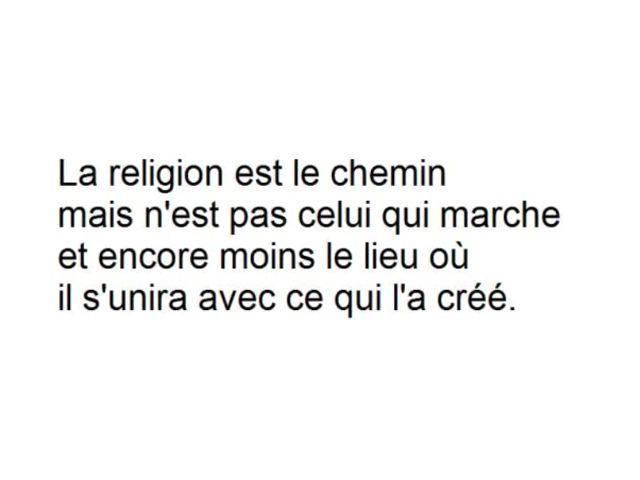 La religion est le chemin
mais n'est pas celui qui marche
et encore moins le lieu où
il s'unira avec ce qui l'a créé.